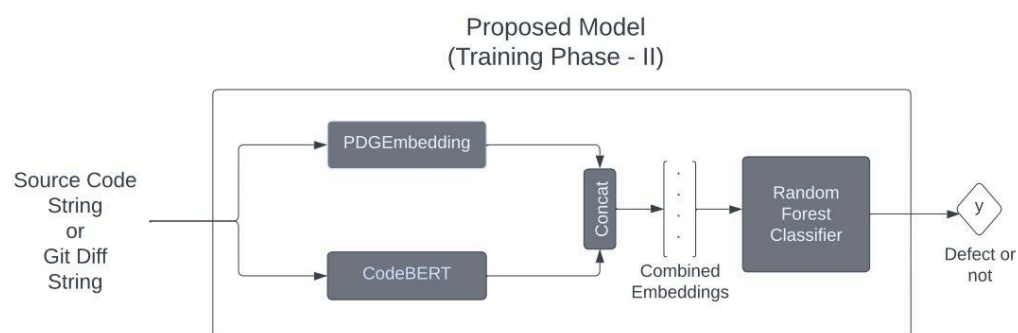 Proposed Model
(Training Phase - II)
PDGEmbedding
Source Code
String
or
Git Diff
String
CodeBERT
Concat
Combined
Embeddings
Random
Forest
Classifier
y
Defect or
not